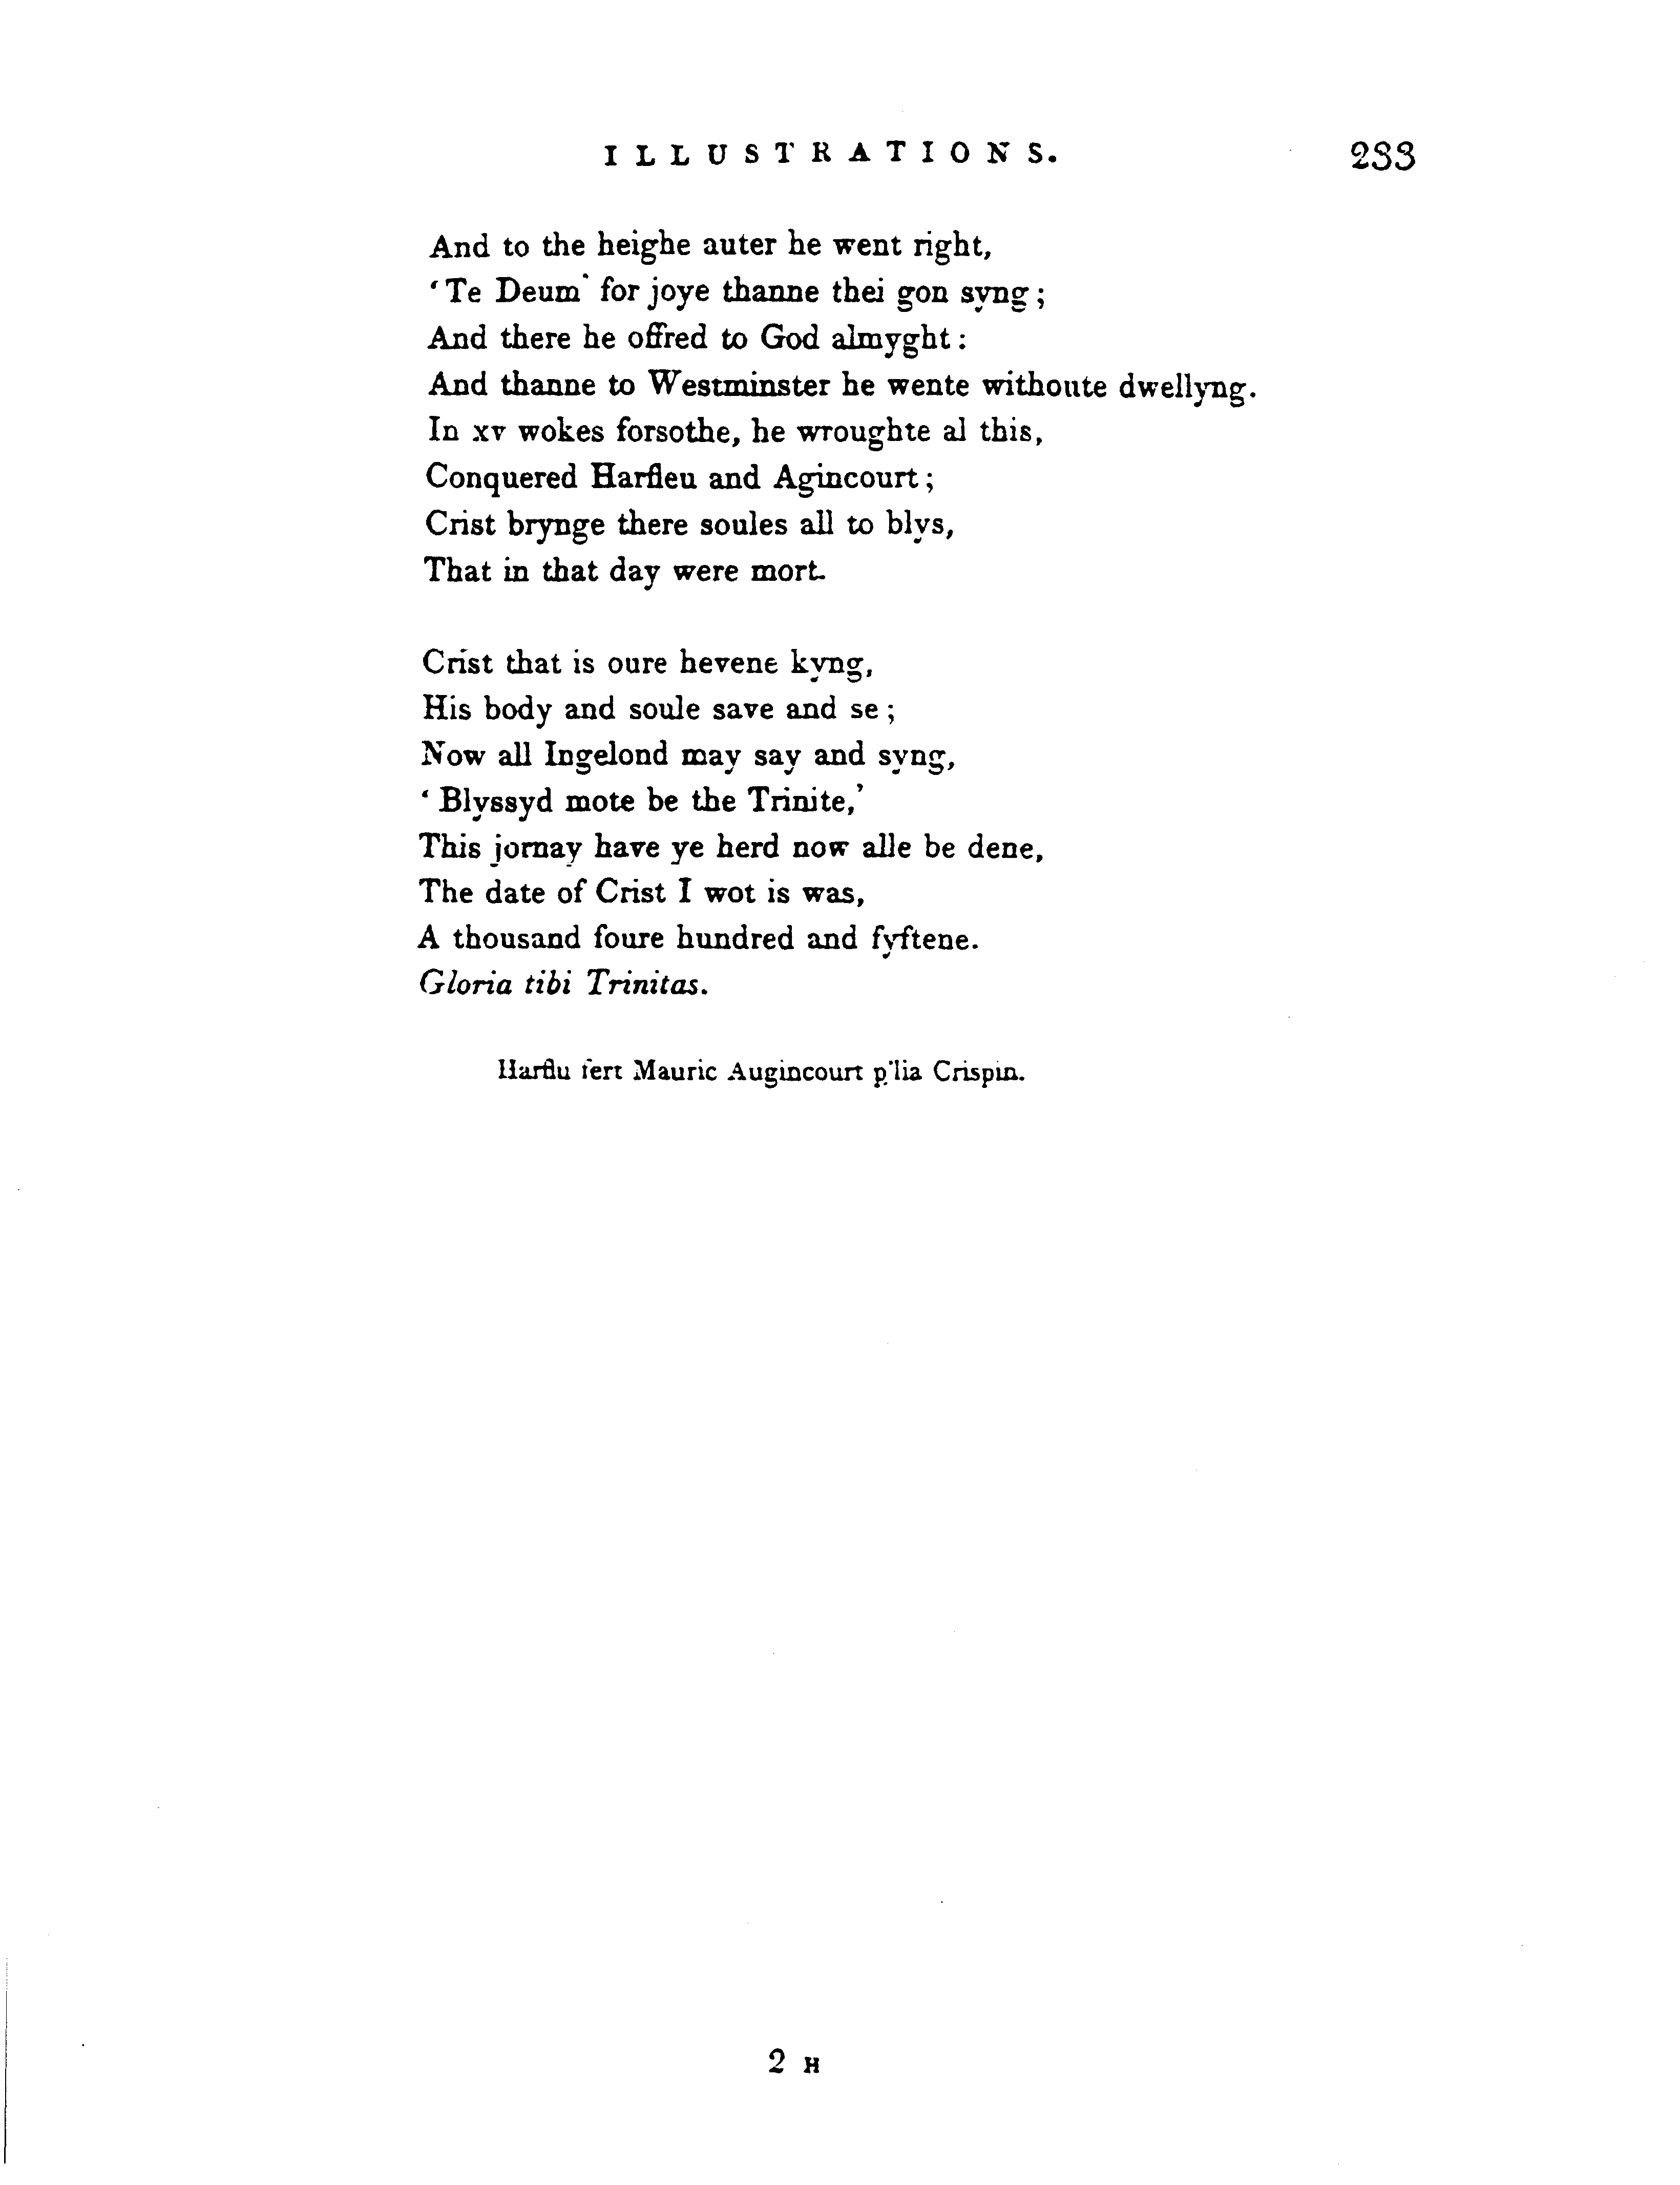 ILLUSTRATIONS. 233
And to the heighe auter he went right,
‘Te Deum’ for joye thanne thei gon syng;
And there he offred to God almyght:
And thanne to Westminster he wente withoute dwellyng.
In xv wokes forsothe, he wroughte al this,
Conquered Harfleu and Agincourt;
Crist brynge there soules all to blys,
That in that day were mort.
Crist that is oure hevene kyng,
His body and soule save and se;
Now all Ingelond may say and syng,
‘Blyssyd mote be the Trinite,’
This jornay have ye herd now alle be dene,
The date of Crist I wot is was,
A thousand foure hundred and fyftene.
Gloria tibi Trinitas.
Harflu fert Mauric Augincourt p'lia Crispin.
2 H